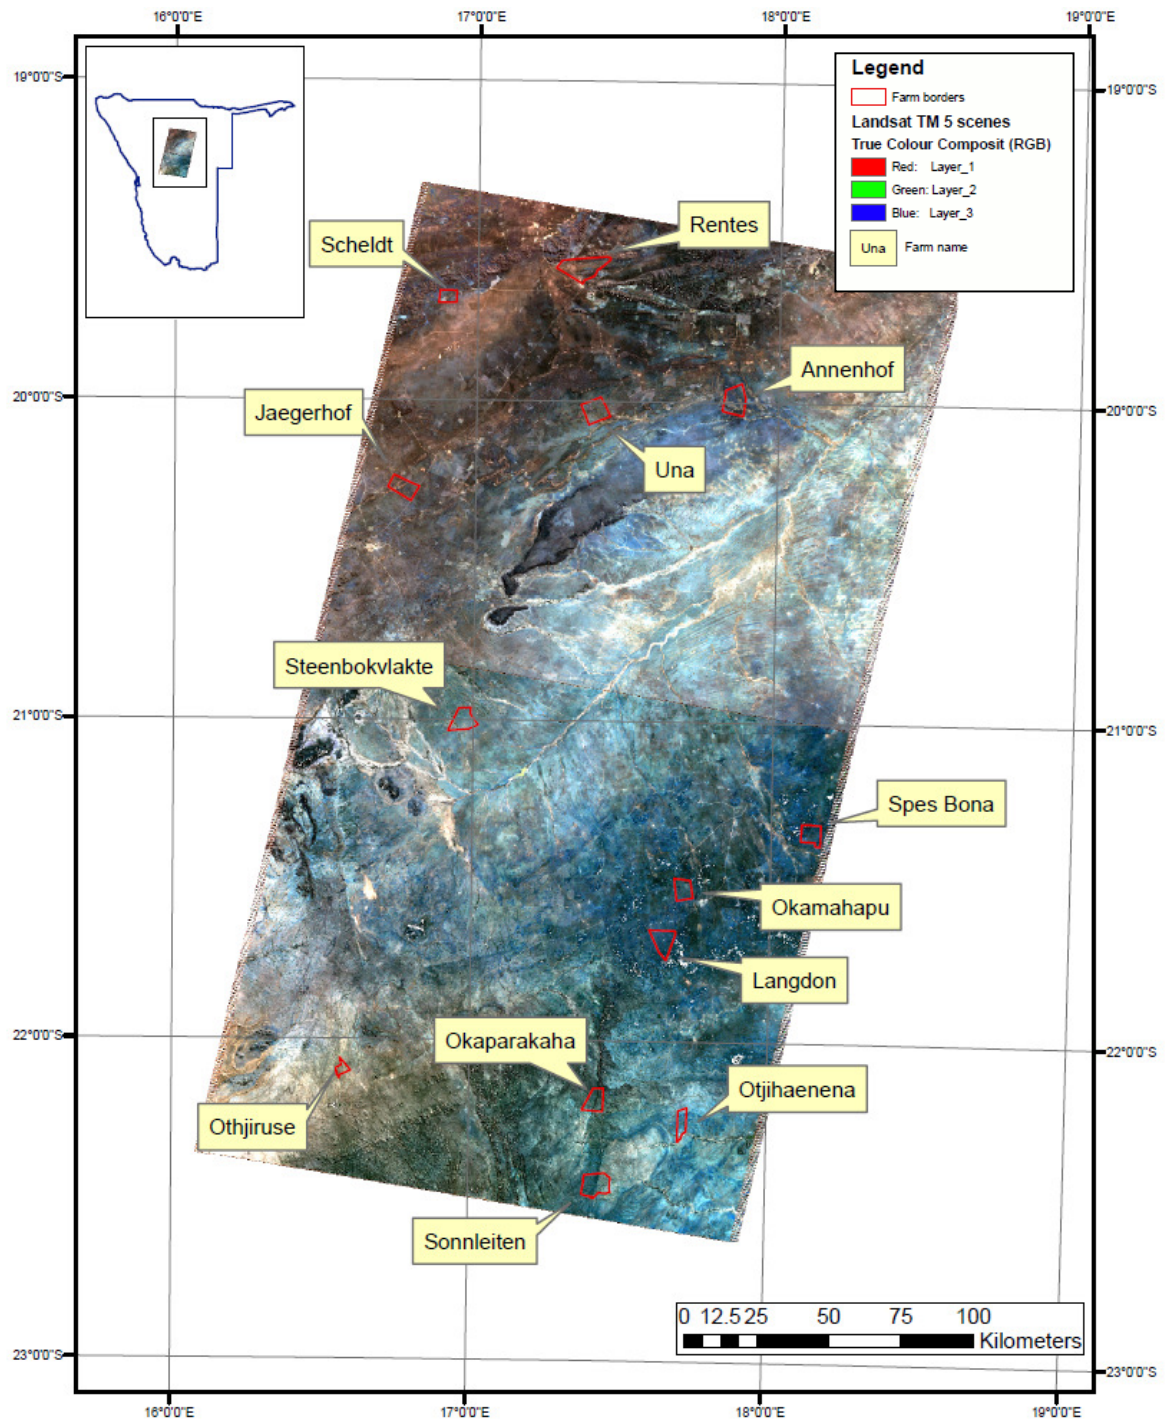 16°0'0"E
17°0'0"E
18°0'0"E
19°0'0"E
19°0'0"S
19°0'0"S
Legend
Farm borders
Landsat TM 5 scenes
True Colour Composit (RGB)
Red: Layer_1
Green: Layer_2
Blue: Layer_3
Una
Farm name
Rentes
Scheldt
Annenhof
20°0'0"S
20°0'0"S
Jaegerhof
Una
Steenbokvlakte
21°0'0"S
21°0'0"S
Spes Bona
Okamahapu
Langdon
22°0'0"S
22°0'0"S
Okaparakaha
Otjihaenena
Othjiruse
Sonnleiten
0 12.5 25 50 75 100
Kilometers
23°0'0"S
23°0'0"S
16°0'0"E
17°0'0"E
18°0'0"E
19°0'0"E